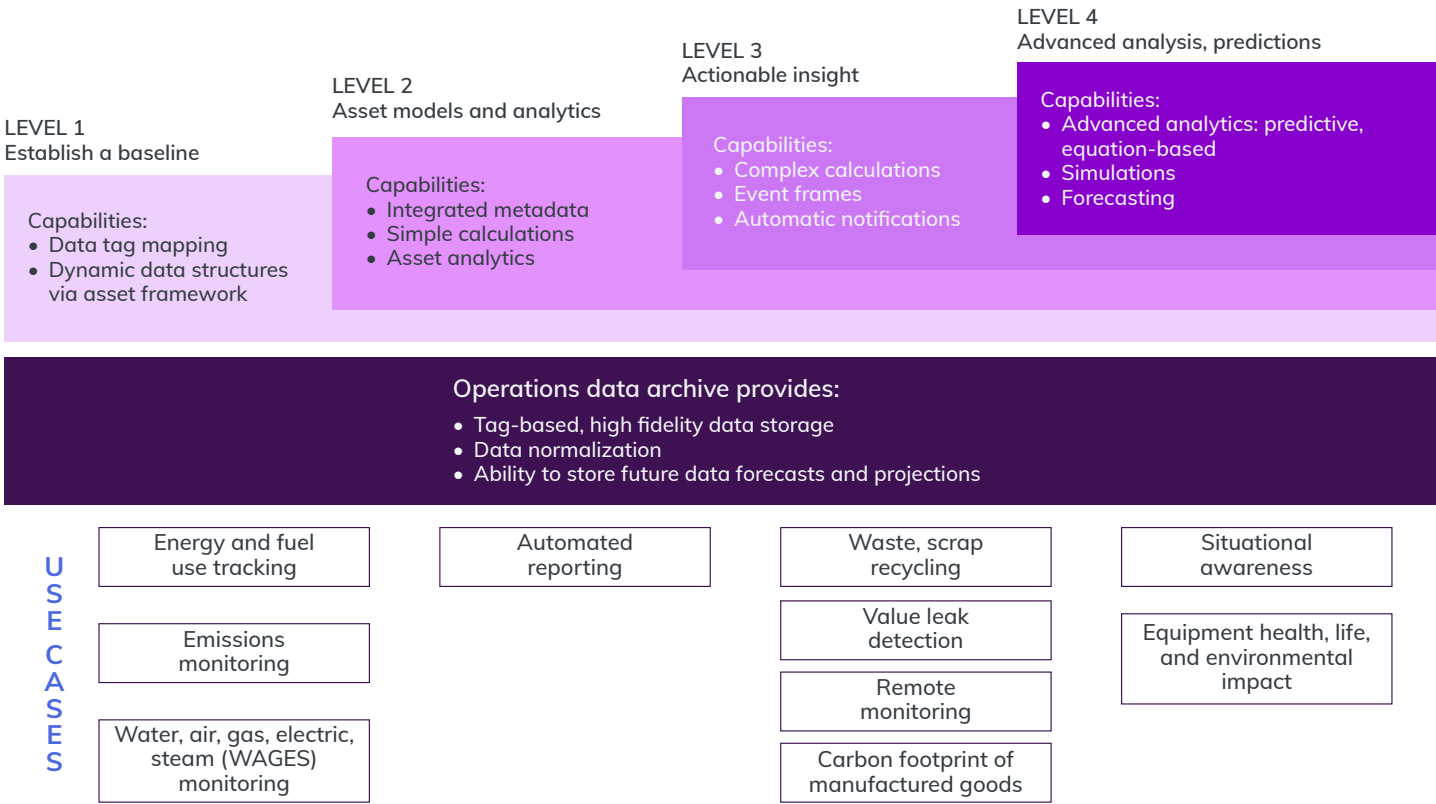 LEVEL 1
Establish a baseline
Capabilities:
• Data tag mapping
• Dynamic data structures
via asset framework
LEVEL 2
Asset models and analytics
Capabilities:
• Integrated metadata
• Simple calculations
• Asset analytics
LEVEL 3
Actionable insight
Capabilities:
• Complex calculations
• Event frames
• Automatic notifications
LEVEL 4
Advanced analysis, predictions
Capabilities:
• Advanced analytics: predictive,
equation-based
• Simulations
• Forecasting
Operations data archive provides:
• Tag-based, high fidelity data storage
• Data normalization
• Ability to store future data forecasts and projections
USE CASES
Energy and fuel
use tracking
Emissions
monitoring
Water, air, gas, electric,
steam (WAGES)
monitoring
Automated
reporting
Waste, scrap
recycling
Value leak
detection
Remote
monitoring
Carbon footprint of
manufactured goods
Situational
awareness
Equipment health, life,
and environmental
impact